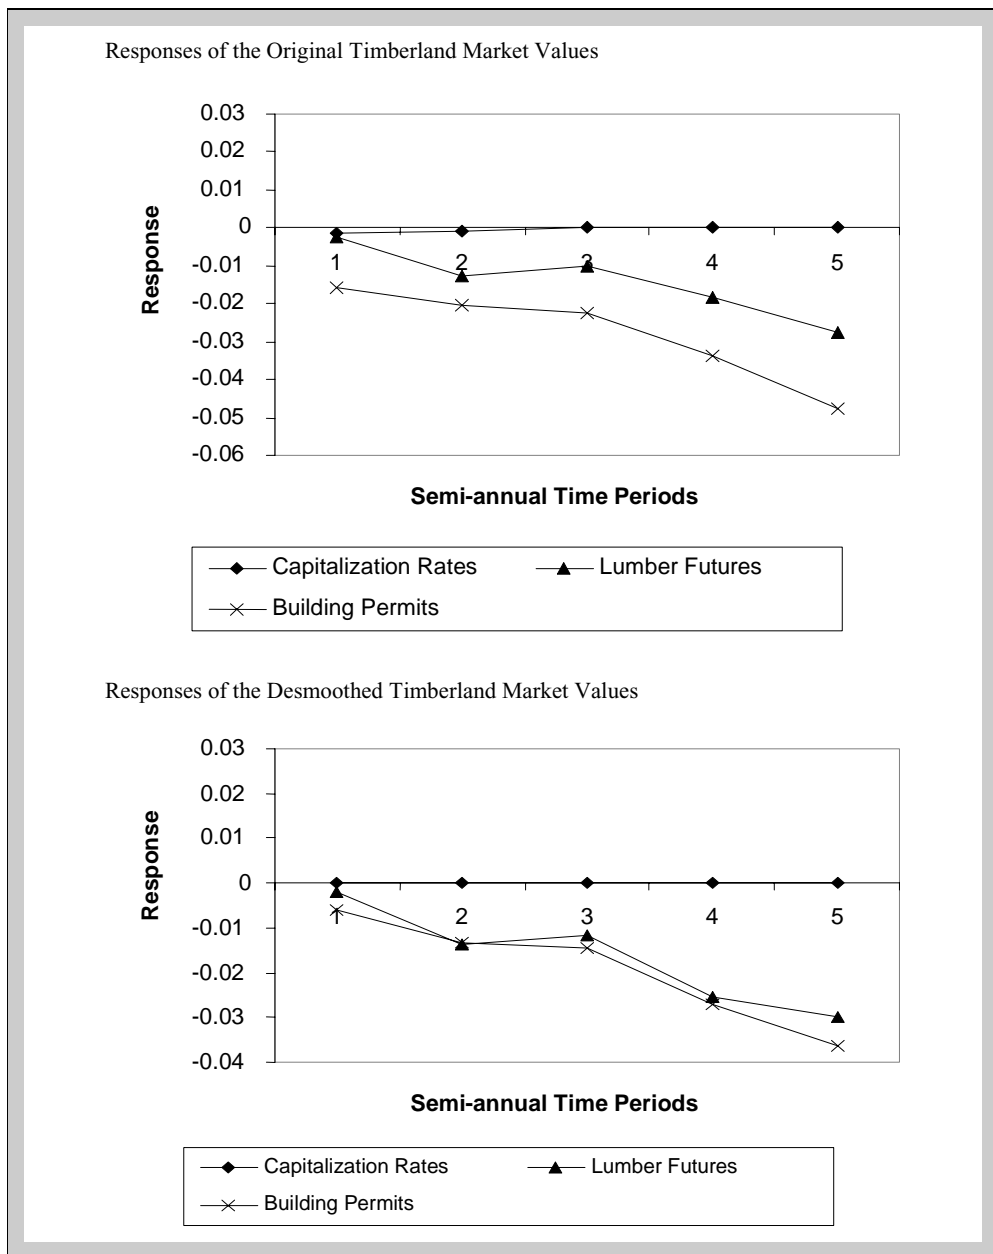 Responses of the Original Timberland Market Values
0.03
0.02
0.01
0
-0.01
-0.02
-0.03
-0.04
-0.05
-0.06
Response
1 2 3 4 5
Semi-annual Time Periods
Capitalization Rates Lumber Futures
Building Permits
Responses of the Desmoothed Timberland Market Values
0.03
0.02
0.01
0
-0.01
-0.02
-0.03
-0.04
Response
1 2 3 4 5
Semi-annual Time Periods
Capitalization Rates Lumber Futures
Building Permits